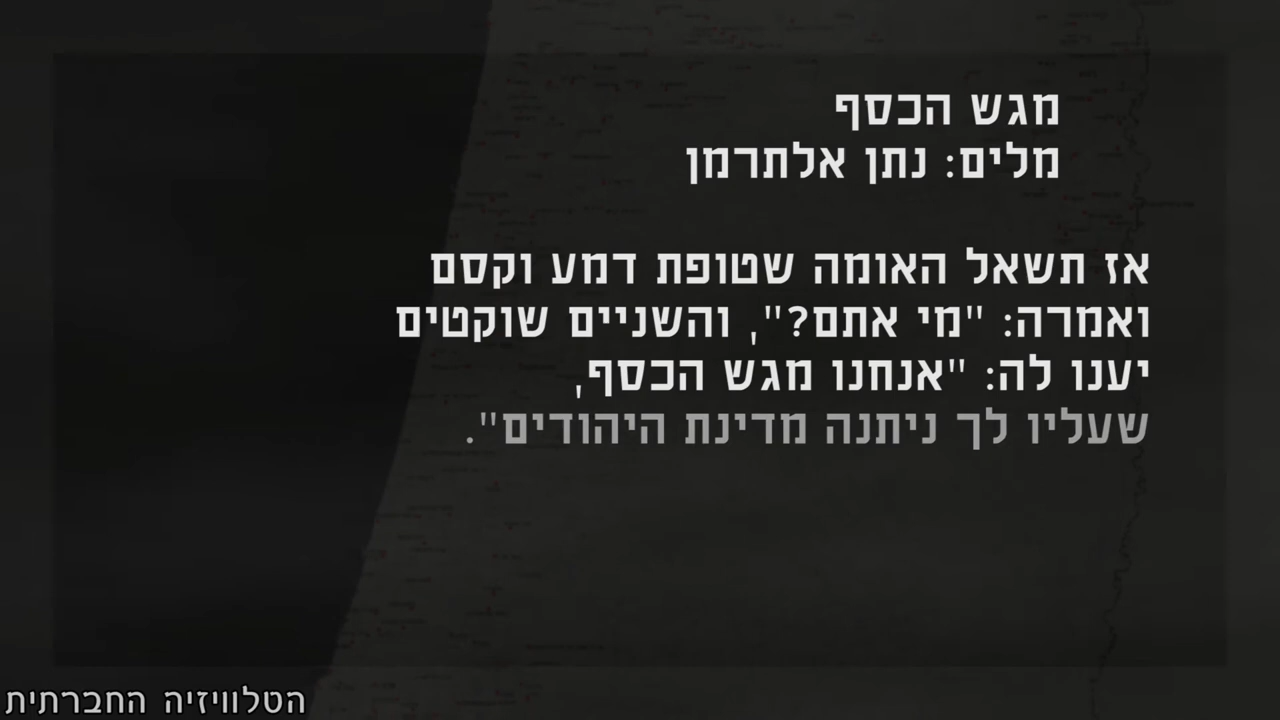 מגש הכסף
מלים: נתן אלתרמן
אז תשאל האומה שטופת דמע וקסם
ואמרה: "מי אתם?", והשניים שוקטים
יענו לה: "אנחנו מגש הכסף,
שעליו לך ניתנה מדינת היהודים".
הטלוויזיה החברתית